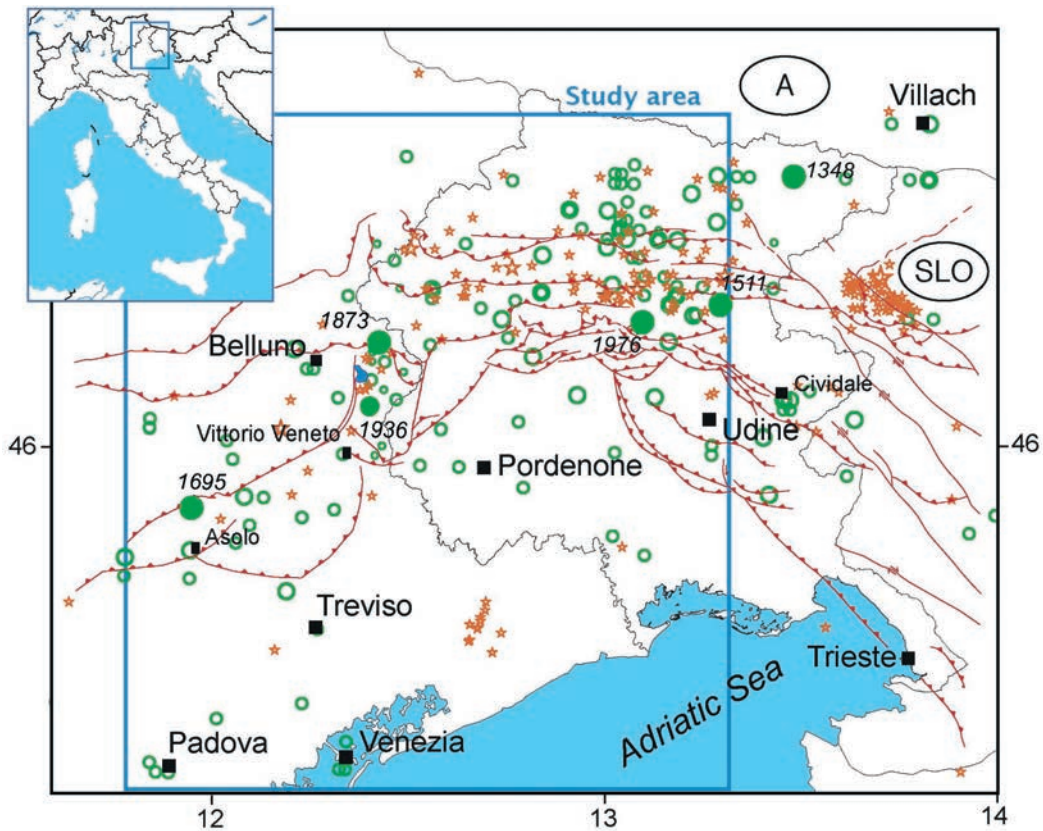 A
Villach
Study area
1348
SLO
1511
1873
1976
Belluno
Cividale
Vittorio Veneto
1936
Udine
46
46
Pordenone
1695
Asolo
Treviso
Trieste
Adriatic Sea
Padova
Venezia
12
13
14